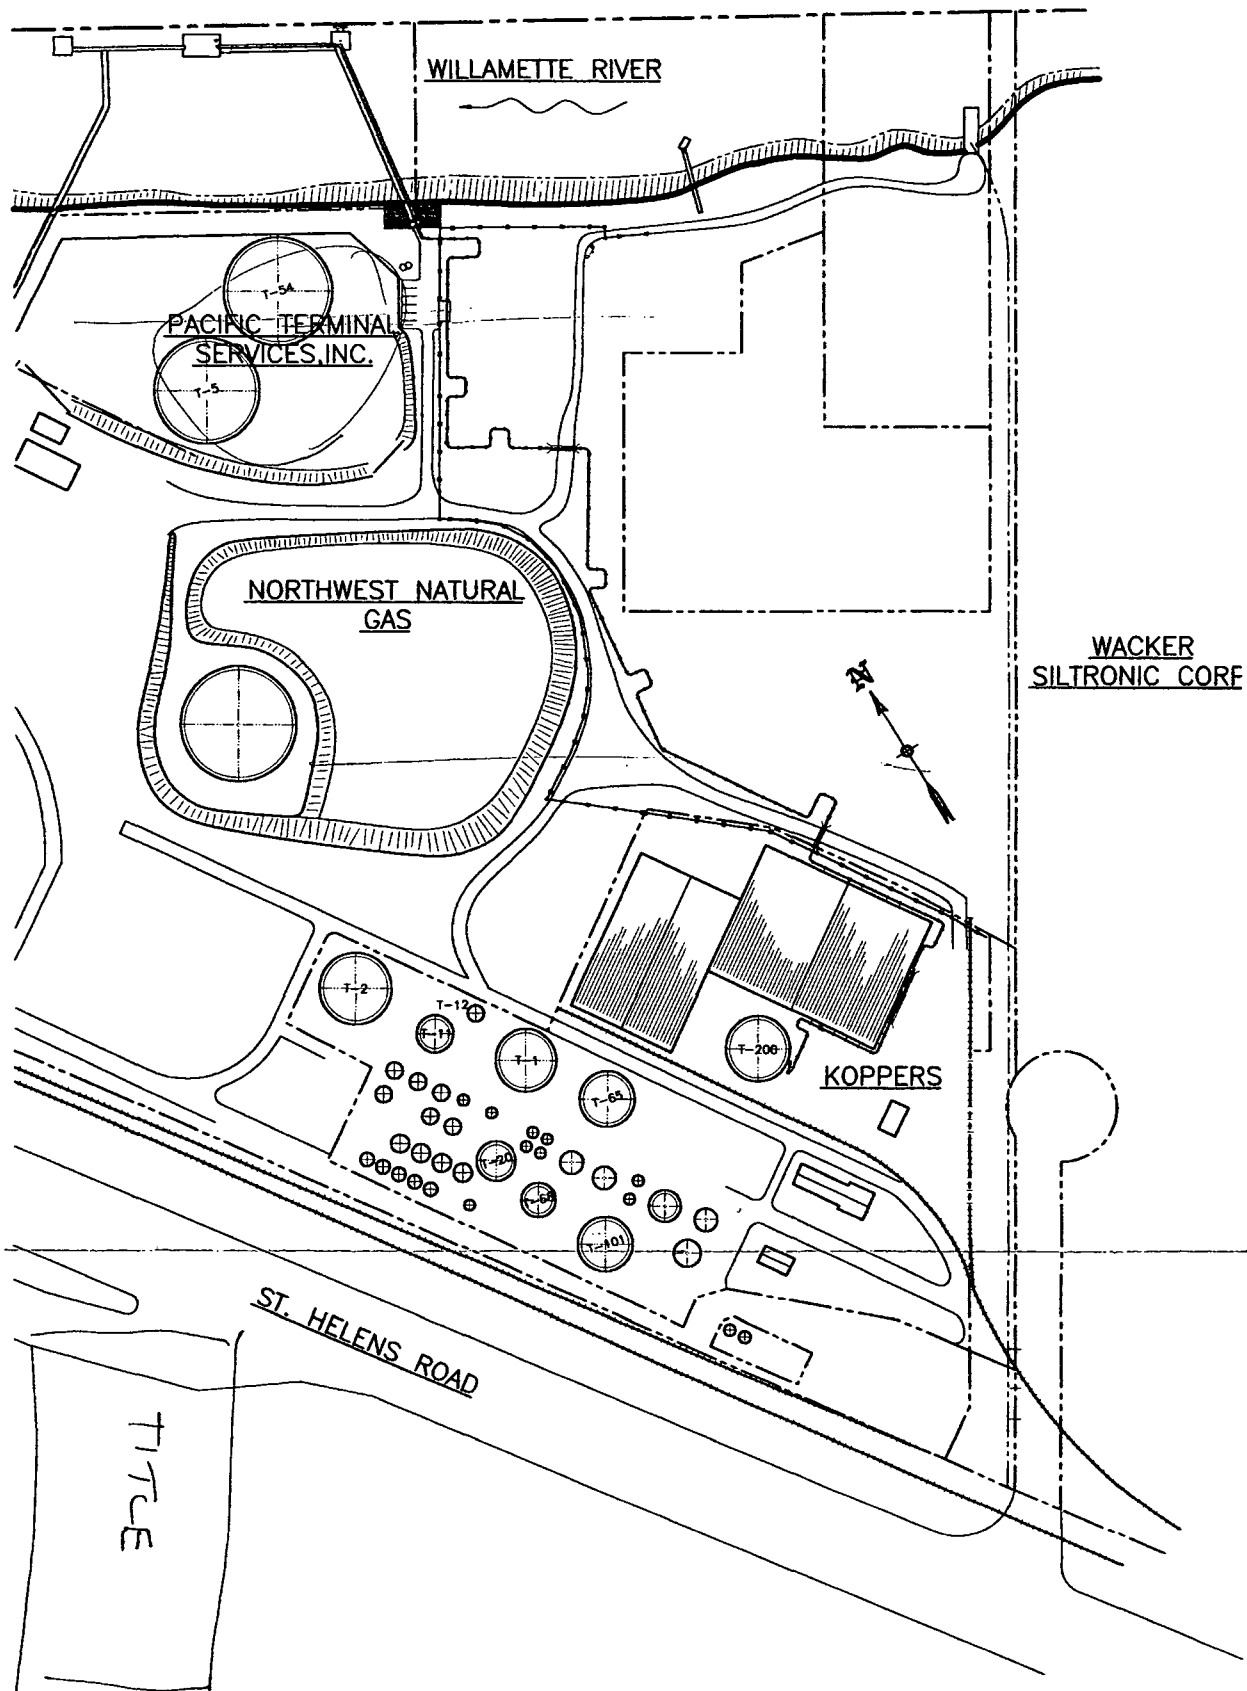 WILLAMETTE RIVER
T-54
PACIFIC TERMINAL
SERVICES, INC.
T-5
NORTHWEST NATURAL
GAS
WACKER
SILTRONIC CORP
N
T-2
T-12
T-11
T-1
T-65
T-206
KOPPERS
T-20
T-68
T-101
ST. HELENS ROAD
TITLE